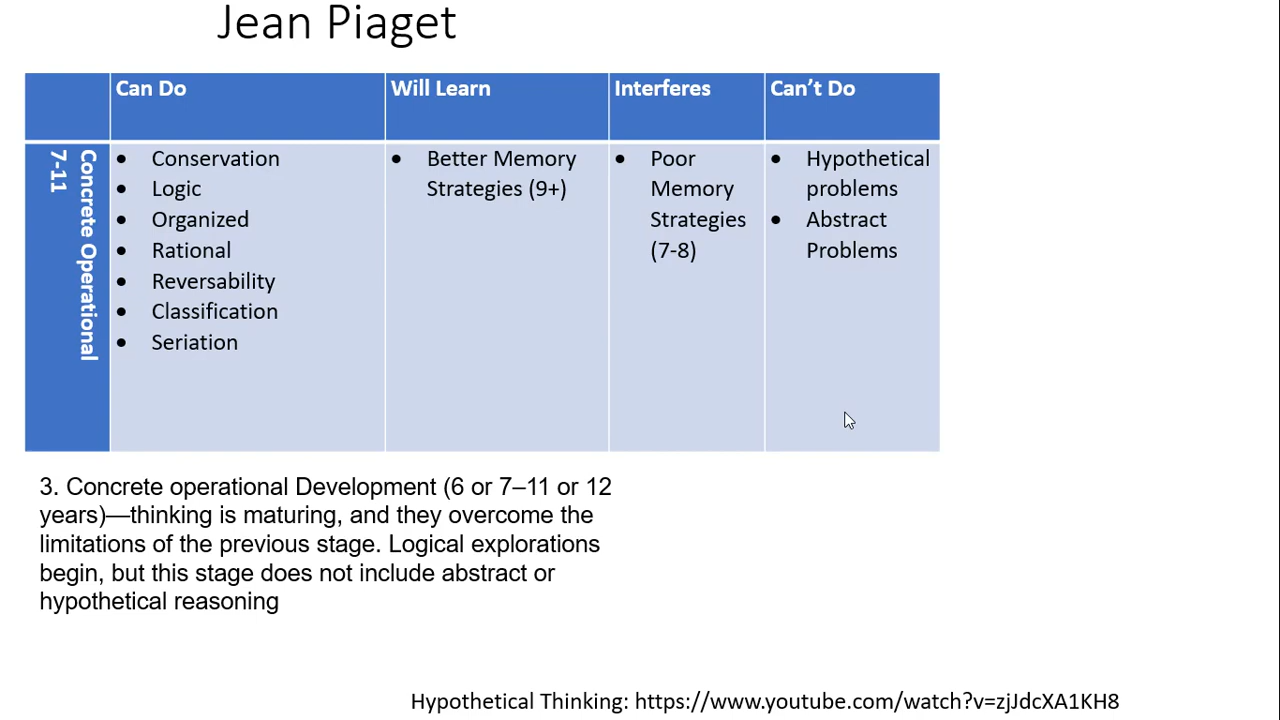 Jean Piaget
Can Do
Will Learn
Interferes
Can't Do
Concrete Operational
7-11
• Conservation
• Logic
• Organized
• Rational
• Reversability
• Classification
• Seriation
• Better Memory
Strategies (9+)
• Poor
Memory
Strategies
(7-8)
• Hypothetical
problems
• Abstract
Problems
3. Concrete operational Development (6 or 7–11 or 12
years)—thinking is maturing, and they overcome the
limitations of the previous stage. Logical explorations
begin, but this stage does not include abstract or
hypothetical reasoning
Hypothetical Thinking: https://www.youtube.com/watch?v=zjJdcXA1KH8